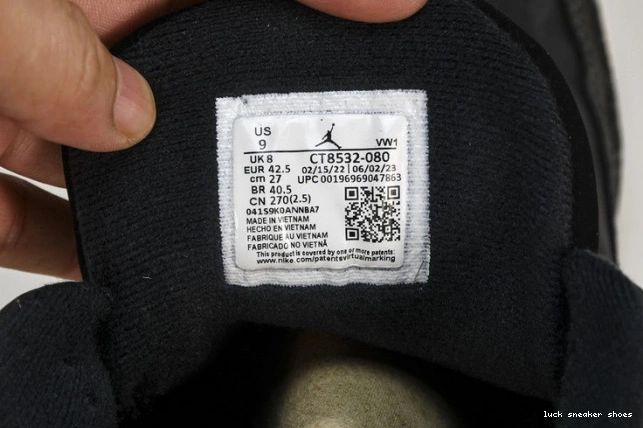 US
9
VW1
UK 8 CT8532-080
EUR 42.5 02/15/22 | 06/02/23
cm 27 UPC 00196969047863
BR 40.5
CN 270(2.5)
041S9K0ANNBA7
MADE IN VIETNAM
HECHO EN VIETNAM
FABRIQUE AU VIETNAM
FABRICADO NO VIETNÃ
This product is covered by one or more patents:
www.nike.com/patentsvirtualmarking
luck sneaker shoes